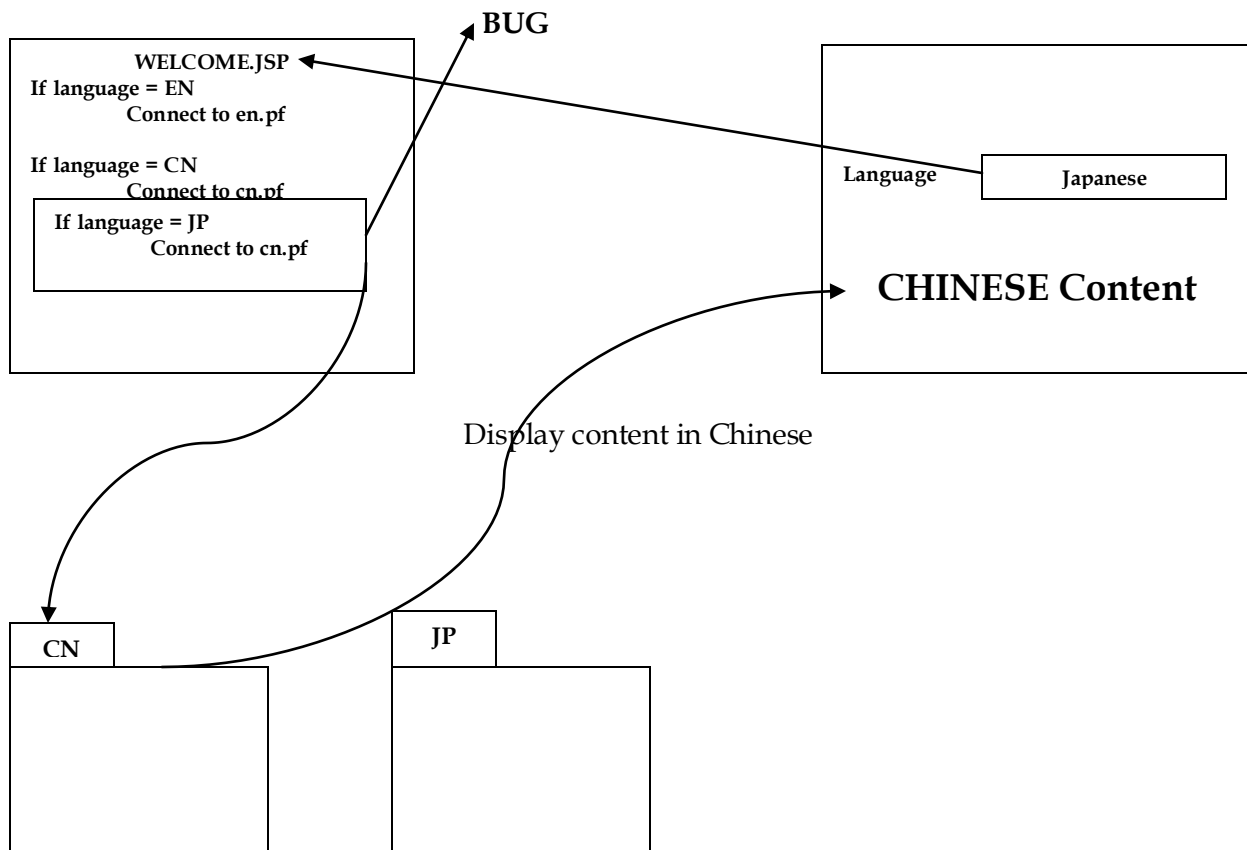 BUG
WELCOME.JSP
If language = EN
Connect to en.pf
If language = CN
Connect to cn.pf
If language = JP
Connect to cn.pf
Language
Japanese
CHINESE Content
Display content in Chinese
CN
JP